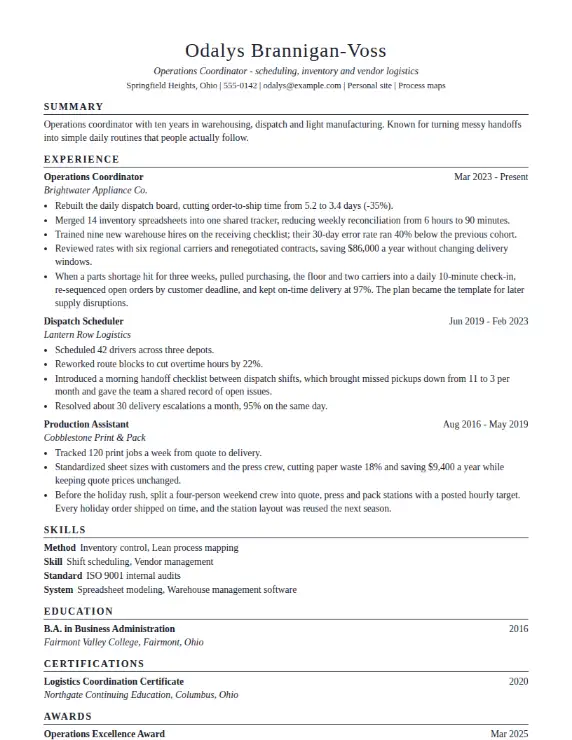 Odalys Brannigan-Voss
Operations Coordinator - scheduling, inventory and vendor logistics
Springfield Heights, Ohio | 555-0142 | odalys@example.com | Personal site | Process maps
SUMMARY
Operations coordinator with ten years in warehousing, dispatch and light manufacturing. Known for turning messy handoffs
into simple daily routines that people actually follow.
EXPERIENCE
Operations Coordinator Mar 2023 - Present
Brightwater Appliance Co.
• Rebuilt the daily dispatch board, cutting order-to-ship time from 5.2 to 3.4 days (-35%).
• Merged 14 inventory spreadsheets into one shared tracker, reducing weekly reconciliation from 6 hours to 90 minutes.
• Trained nine new warehouse hires on the receiving checklist; their 30-day error rate ran 40% below the previous cohort.
• Reviewed rates with six regional carriers and renegotiated contracts, saving $86,000 a year without changing delivery
windows.
• When a parts shortage hit for three weeks, pulled purchasing, the floor and two carriers into a daily 10-minute check-in,
re-sequenced open orders by customer deadline, and kept on-time delivery at 97%. The plan became the template for later
supply disruptions.
Dispatch Scheduler Jun 2019 - Feb 2023
Lantern Row Logistics
• Scheduled 42 drivers across three depots.
• Reworked route blocks to cut overtime hours by 22%.
• Introduced a morning handoff checklist between dispatch shifts, which brought missed pickups down from 11 to 3 per
month and gave the team a shared record of open issues.
• Resolved about 30 delivery escalations a month, 95% on the same day.
Production Assistant Aug 2016 - May 2019
Cobblestone Print & Pack
• Tracked 120 print jobs a week from quote to delivery.
• Standardized sheet sizes with customers and the press crew, cutting paper waste 18% and saving $9,400 a year while
keeping quote prices unchanged.
• Before the holiday rush, split a four-person weekend crew into quote, press and pack stations with a posted hourly target.
Every holiday order shipped on time, and the station layout was reused the next season.
SKILLS
Method Inventory control, Lean process mapping
Skill Shift scheduling, Vendor management
Standard ISO 9001 internal audits
System Spreadsheet modeling, Warehouse management software
EDUCATION
B.A. in Business Administration 2016
Fairmont Valley College, Fairmont, Ohio
CERTIFICATIONS
Logistics Coordination Certificate 2020
Northgate Continuing Education, Columbus, Ohio
AWARDS
Operations Excellence Award Mar 2025